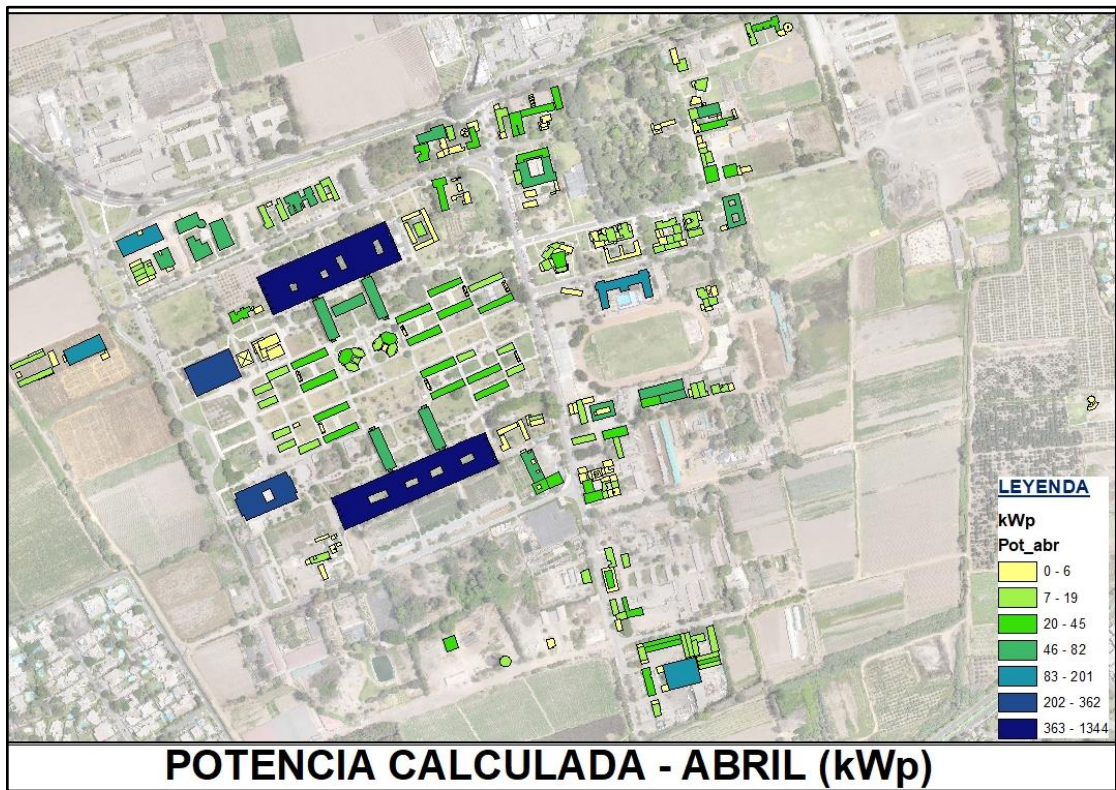 LEYENDA
kWp
Pot_abr
0 - 6
7 - 19
20 - 45
46 - 82
83 - 201
202 - 362
363 - 1344
POTENCIA CALCULADA - ABRIL (kWp)